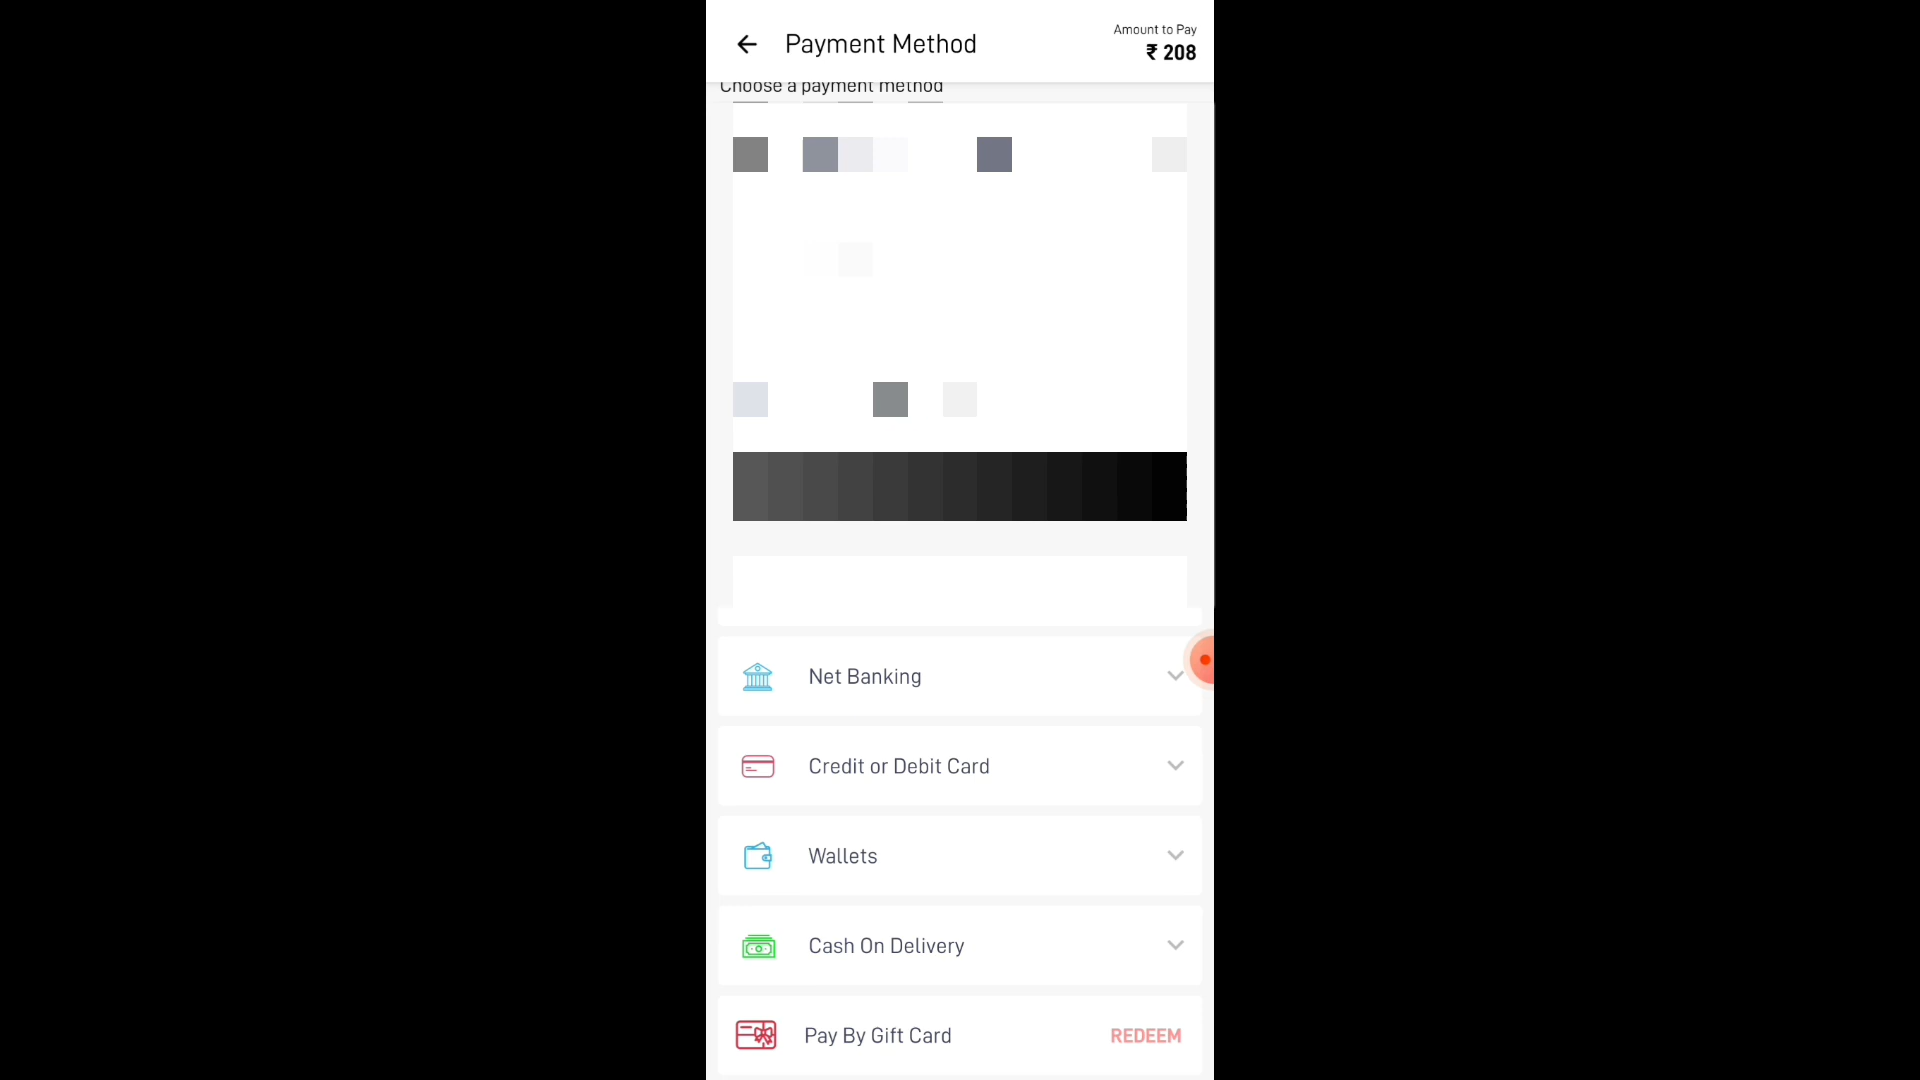 Payment Method
Amount to Pay
₹ 208
Choose a payment method
Net Banking
Credit or Debit Card
Wallets
Cash On Delivery
Pay By Gift Card
REDEEM